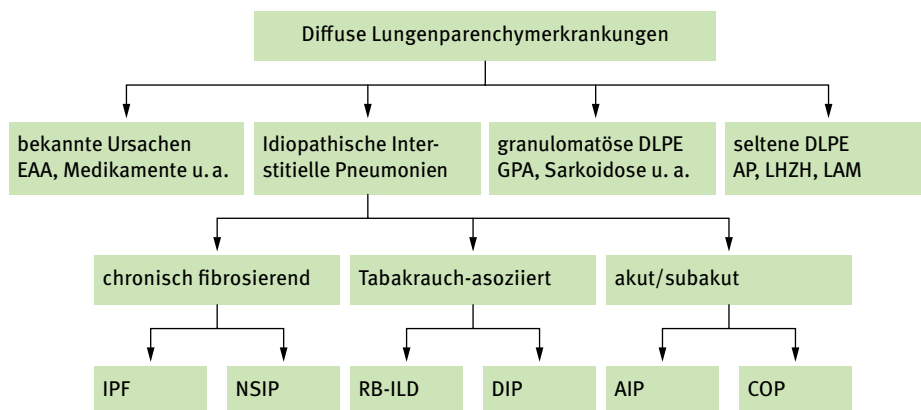 Diffuse Lungenparenchymerkrankungen
bekannte Ursachen
EAA, Medikamente u. a.
Idiopathische Inter-
stitielle Pneumonien
granulomatöse DLPE
GPA, Sarkoidose u. a.
seltene DLPE
AP, LHZH, LAM
chronisch fibrosierend
Tabakrauch-asoziiert
akut/subakut
IPF
NSIP
RB-ILD
DIP
AIP
COP